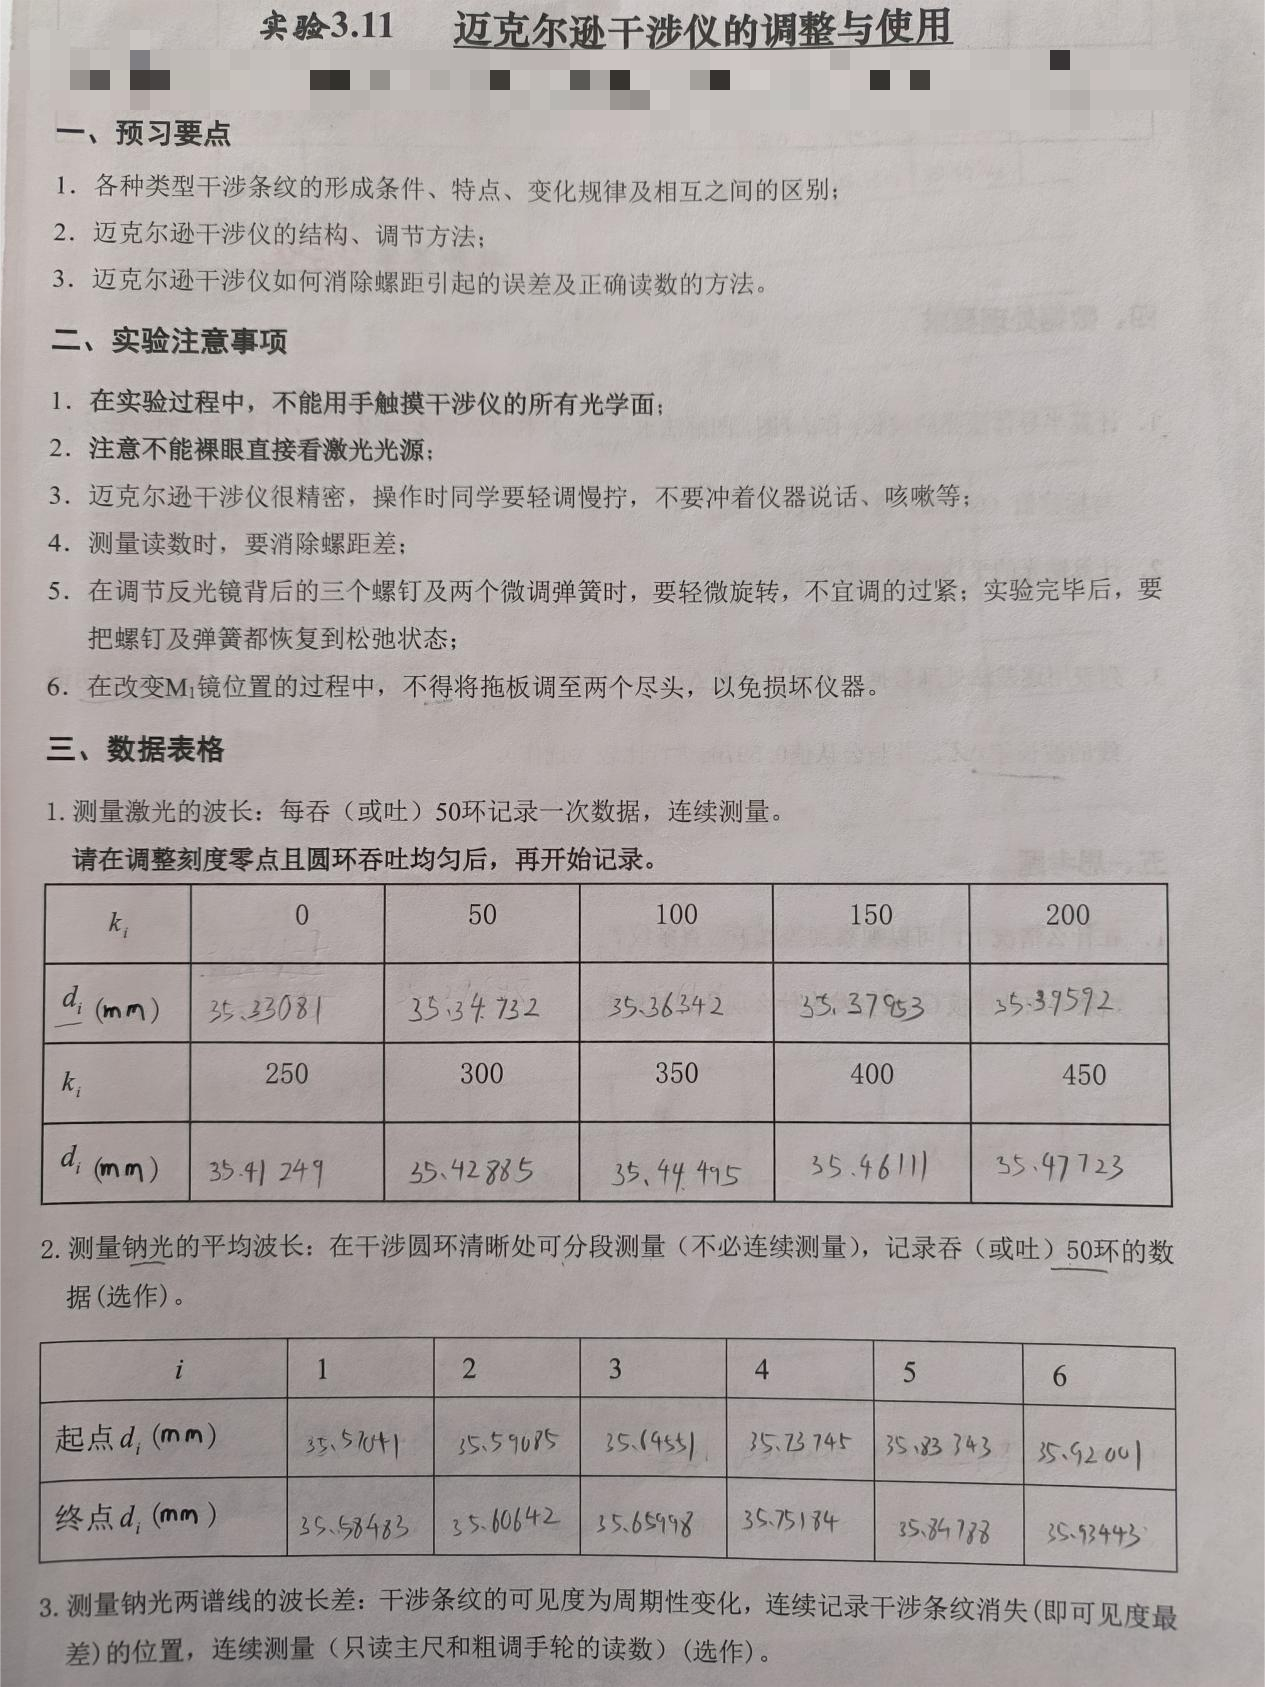 实验3.11 迈克尔逊干涉仪的调整与使用
一、预习要点
1. 各种类型干涉条纹的形成条件、特点、变化规律及相互之间的区别；
2. 迈克尔逊干涉仪的结构、调节方法；
3. 迈克尔逊干涉仪如何消除螺距引起的误差及正确读数的方法。
二、实验注意事项
1. 在实验过程中，不能用手触摸干涉仪的所有光学面；
2. 注意不能裸眼直接看激光光源；
3. 迈克尔逊干涉仪很精密，操作时同学要轻调慢拧，不要冲着仪器说话、咳嗽等；
4. 测量读数时，要消除螺距差；
5. 在调节反光镜背后的三个螺钉及两个微调弹簧时，要轻微旋转，不宜调的过紧；实验完毕后，要
把螺钉及弹簧都恢复到松弛状态；
6. 在改变M₁镜位置的过程中，不得将拖板调至两个尽头，以免损坏仪器。
三、数据表格
1. 测量激光的波长：每吞（或吐）50环记录一次数据，连续测量。
请在调整刻度零点且圆环吞吐均匀后，再开始记录。
kᵢ 0 50 100 150 200
dᵢ (mm) 35.33081 35.34732 35.36342 35.37953 35.39592
kᵢ 250 300 350 400 450
dᵢ (mm) 35.41249 35.42885 35.44495 35.46111 35.47723
2. 测量钠光的平均波长：在干涉圆环清晰处可分段测量（不必连续测量），记录吞（或吐）50环的数
据(选作)。
i 1 2 3 4 5 6
起点dᵢ (mm) 35.57041 35.59085 35.64551 35.73745 35.83343 35.92001
终点dᵢ (mm) 35.58483 35.60642 35.65998 35.75184 35.84788 35.93443
3. 测量钠光两谱线的波长差：干涉条纹的可见度为周期性变化，连续记录干涉条纹消失(即可见度最
差)的位置，连续测量（只读主尺和粗调手轮的读数）(选作)。